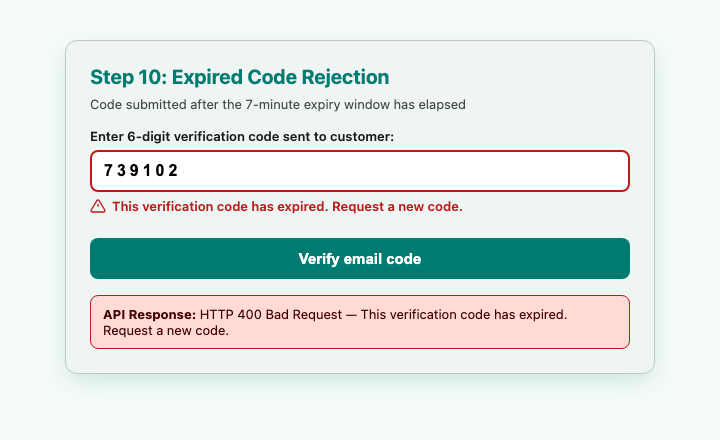 Step 10: Expired Code Rejection
Code submitted after the 7-minute expiry window has elapsed
Enter 6-digit verification code sent to customer:
739102
This verification code has expired. Request a new code.
Verify email code
API Response: HTTP 400 Bad Request — This verification code has expired.
Request a new code.